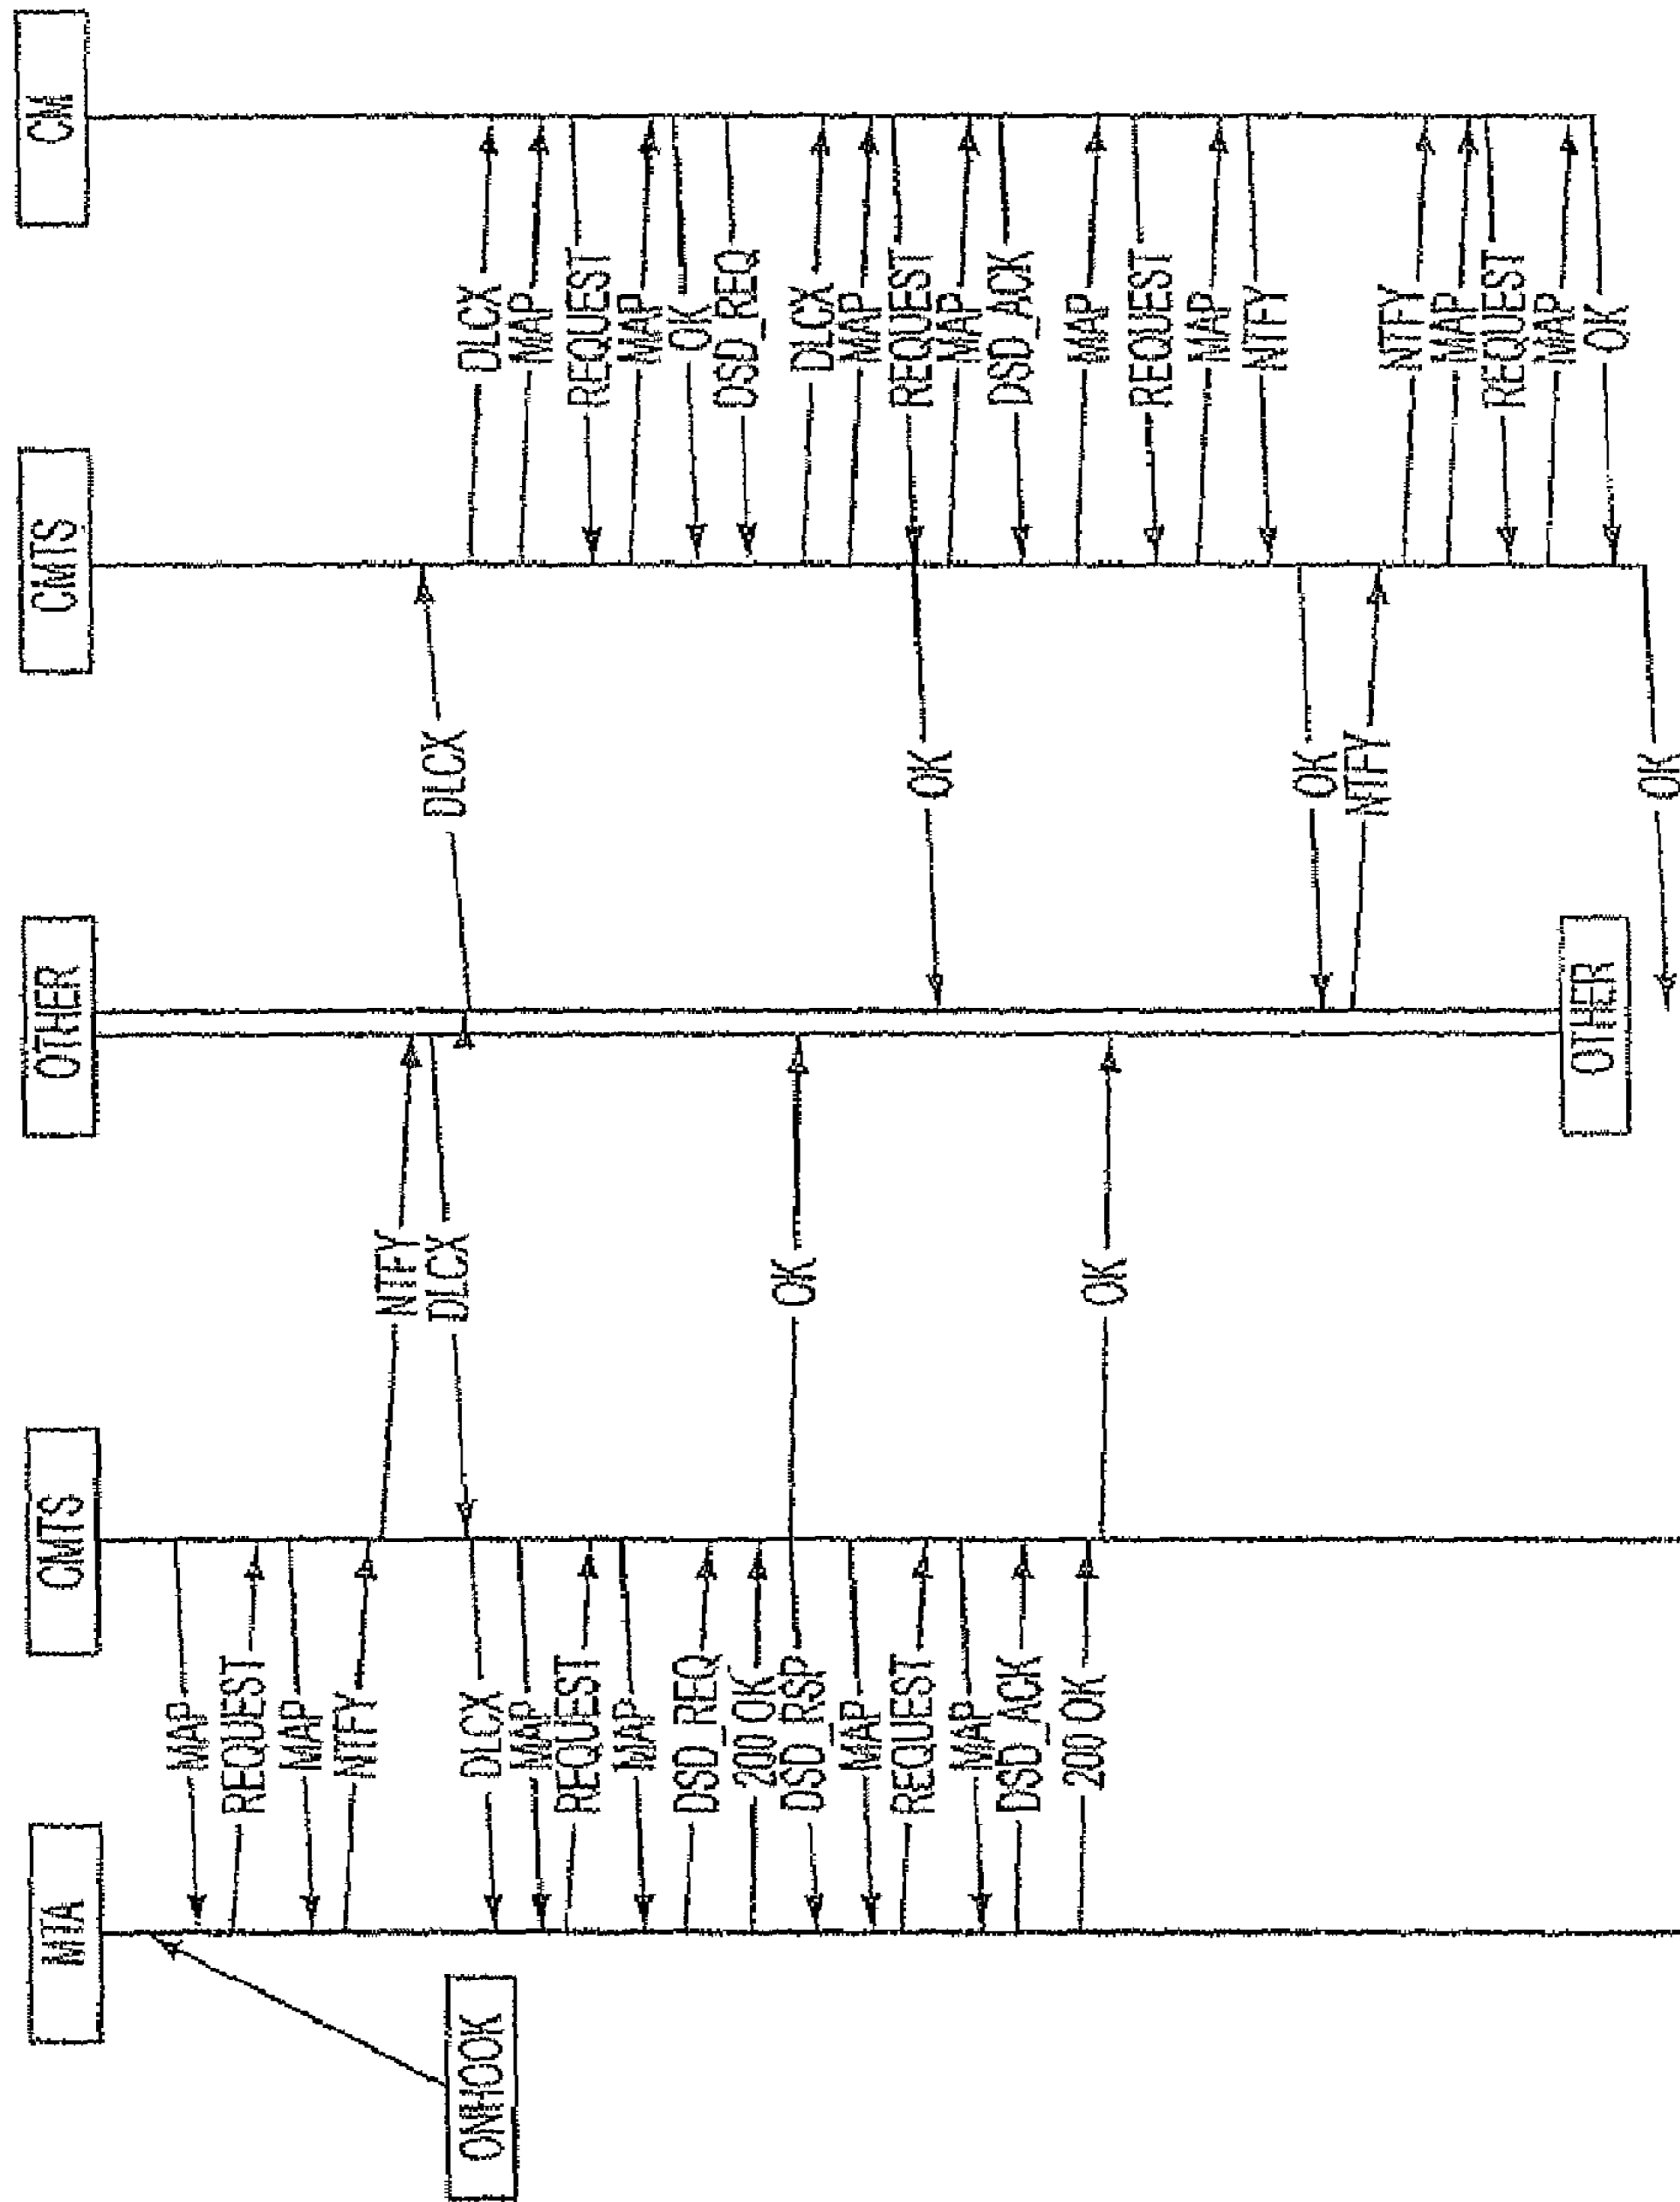 MTA
CMTS
OTHER
CMTS
CM
ONHOOK
MAP
REQUEST
MAP
NTFY
DLCX
MAP
REQUEST
MAP
DSD_REQ
200 OK
DSD_RSP
MAP
REQUEST
MAP
DSD_ACK
200 OK
NTFY
DLCX
OK
OK
DLCX
OK
OK
NTFY
OK
OTHER
DLCX
MAP
REQUEST
MAP
OK
DSD_REQ
DLCX
MAP
REQUEST
MAP
DSD_ACK
MAP
REQUEST
MAP
NTFY
NTFY
MAP
REQUEST
MAP
OK